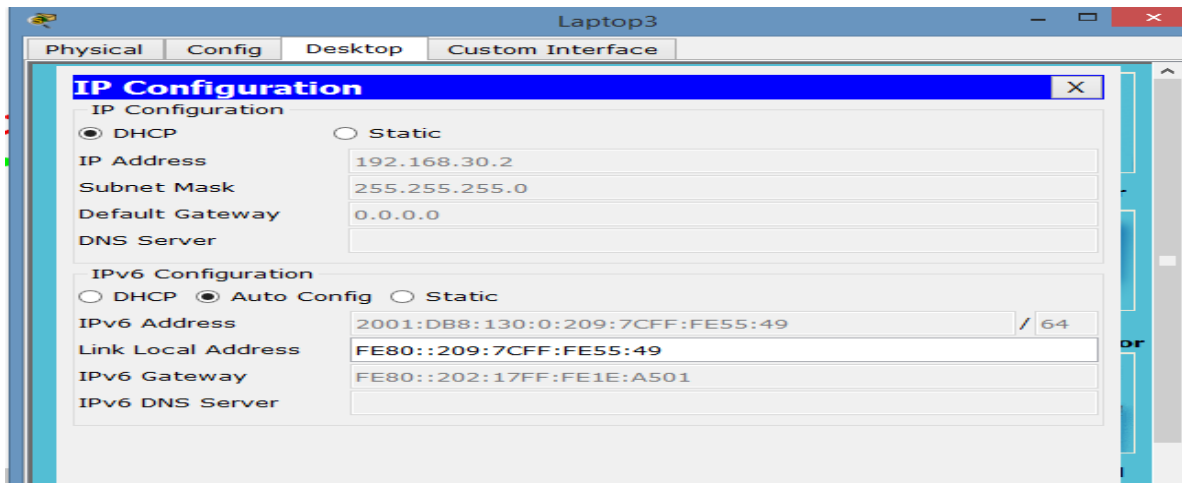 Laptop3
Physical Config Desktop Custom Interface
IP Configuration X
IP Configuration
DHCP Static
IP Address 192.168.30.2
Subnet Mask 255.255.255.0
Default Gateway 0.0.0.0
DNS Server
IPv6 Configuration
DHCP Auto Config Static
IPv6 Address 2001:DB8:130:0:209:7CFF:FE55:49 / 64
Link Local Address FE80::209:7CFF:FE55:49
IPv6 Gateway FE80::202:17FF:FE1E:A501
IPv6 DNS Server